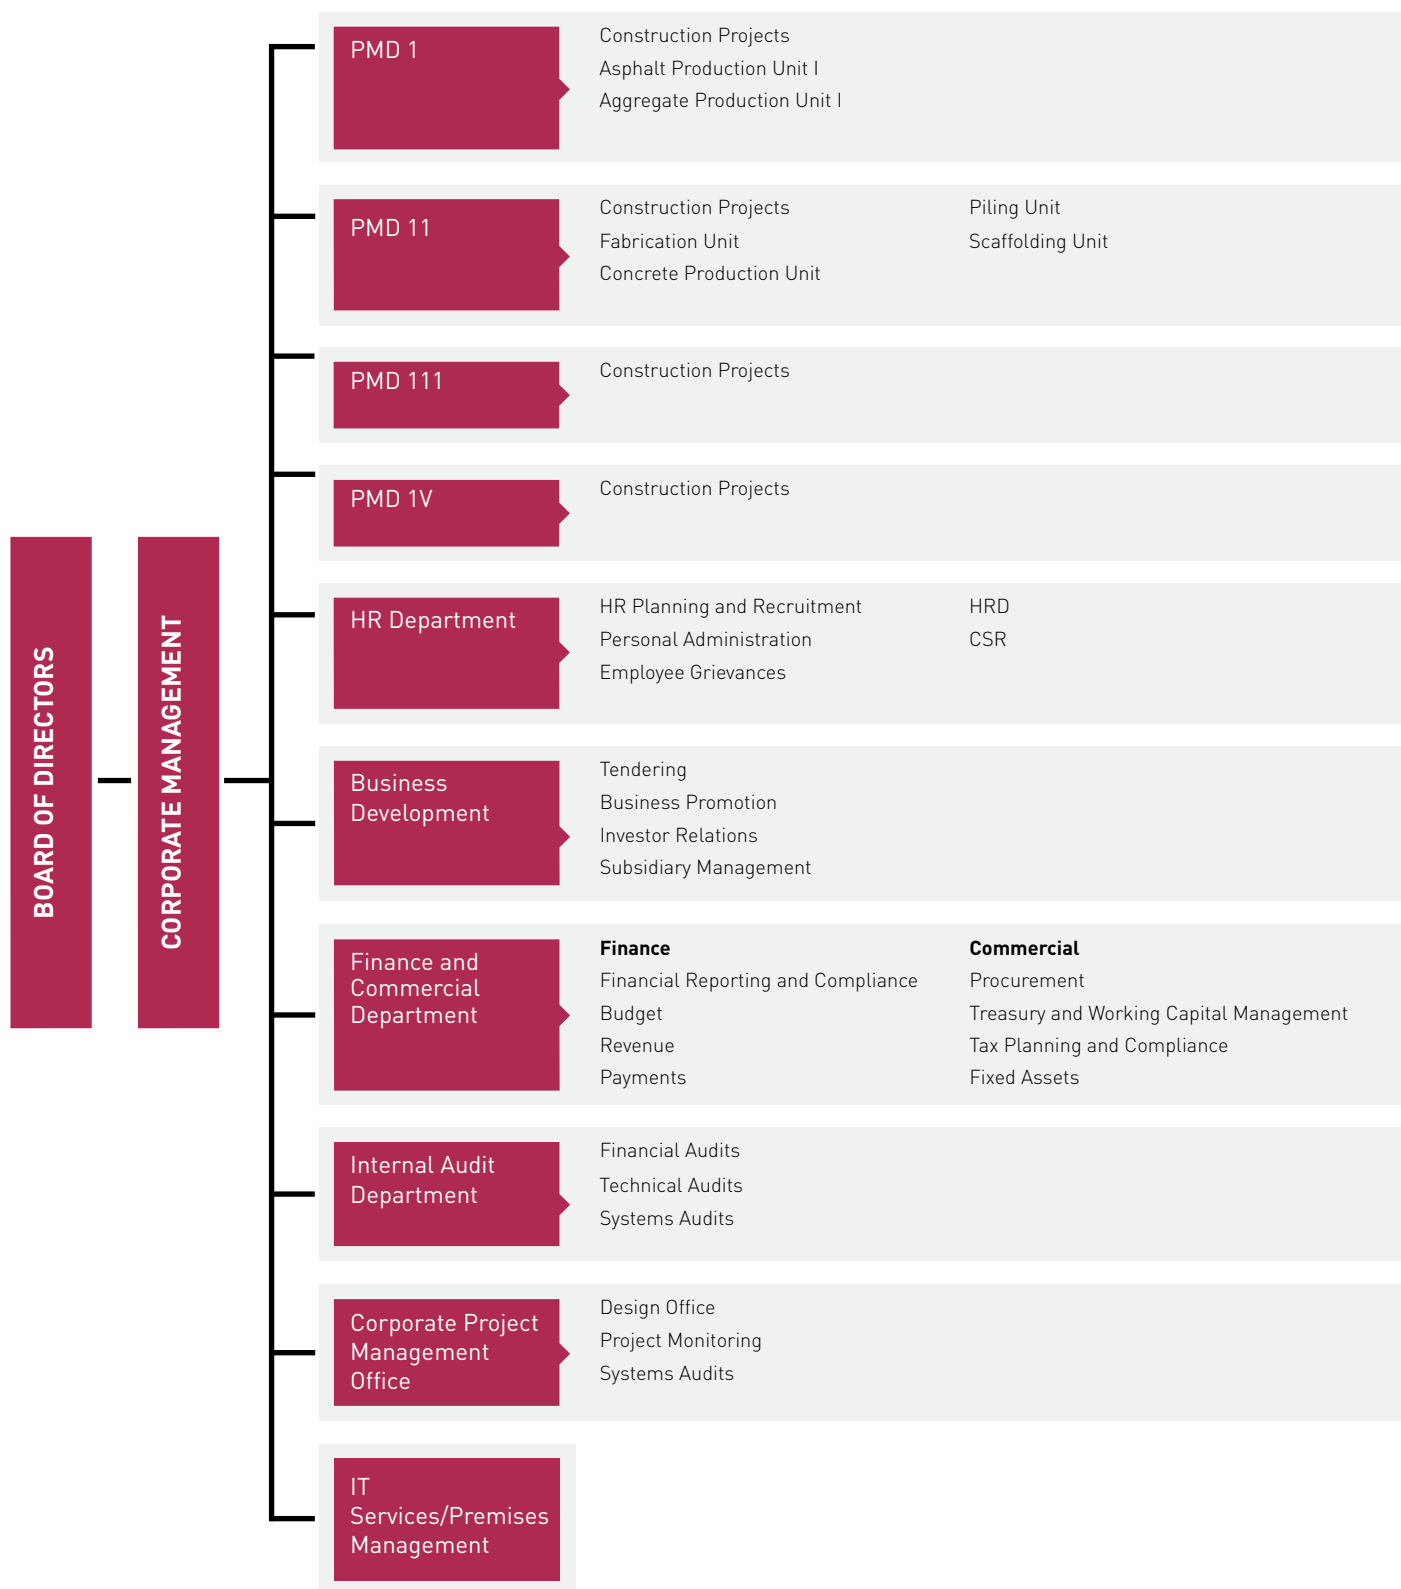 BOARD OF DIRECTORS
CORPORATE MANAGEMENT
PMD 1
Construction Projects
Asphalt Production Unit I
Aggregate Production Unit I
PMD 11
Construction Projects
Fabrication Unit
Concrete Production Unit
Piling Unit
Scaffolding Unit
PMD 111
Construction Projects
PMD 1V
Construction Projects
HR Department
HR Planning and Recruitment
Personal Administration
Employee Grievances
HRD
CSR
Business
Development
Tendering
Business Promotion
Investor Relations
Subsidiary Management
Finance and
Commercial
Department
Finance
Financial Reporting and Compliance
Budget
Revenue
Payments
Commercial
Procurement
Treasury and Working Capital Management
Tax Planning and Compliance
Fixed Assets
Internal Audit
Department
Financial Audits
Technical Audits
Systems Audits
Corporate Project
Management
Office
Design Office
Project Monitoring
Systems Audits
IT
Services/Premises
Management